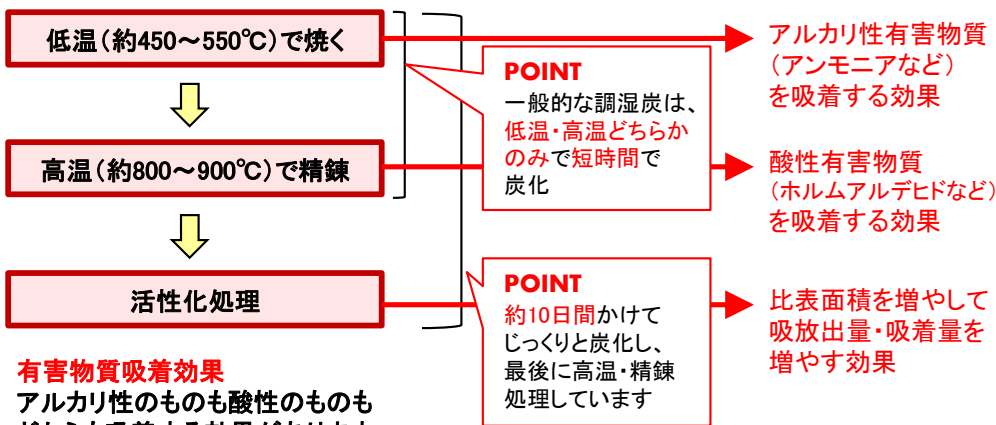 低温（約450～550℃）で焼く
アルカリ性有害物質
（アンモニアなど）
を吸着する効果
POINT
一般的な調湿炭は、
低温・高温どちらか
のみで短時間で
炭化
高温（約800～900℃）で精錬
酸性有害物質
（ホルムアルデヒドなど）
を吸着する効果
活性化処理
POINT
約10日間かけて
じっくりと炭化し、
最後に高温・精錬
処理しています
比表面積を増やして
吸放出量・吸着量を
増やす効果
有害物質吸着効果
アルカリ性のものも酸性のものも